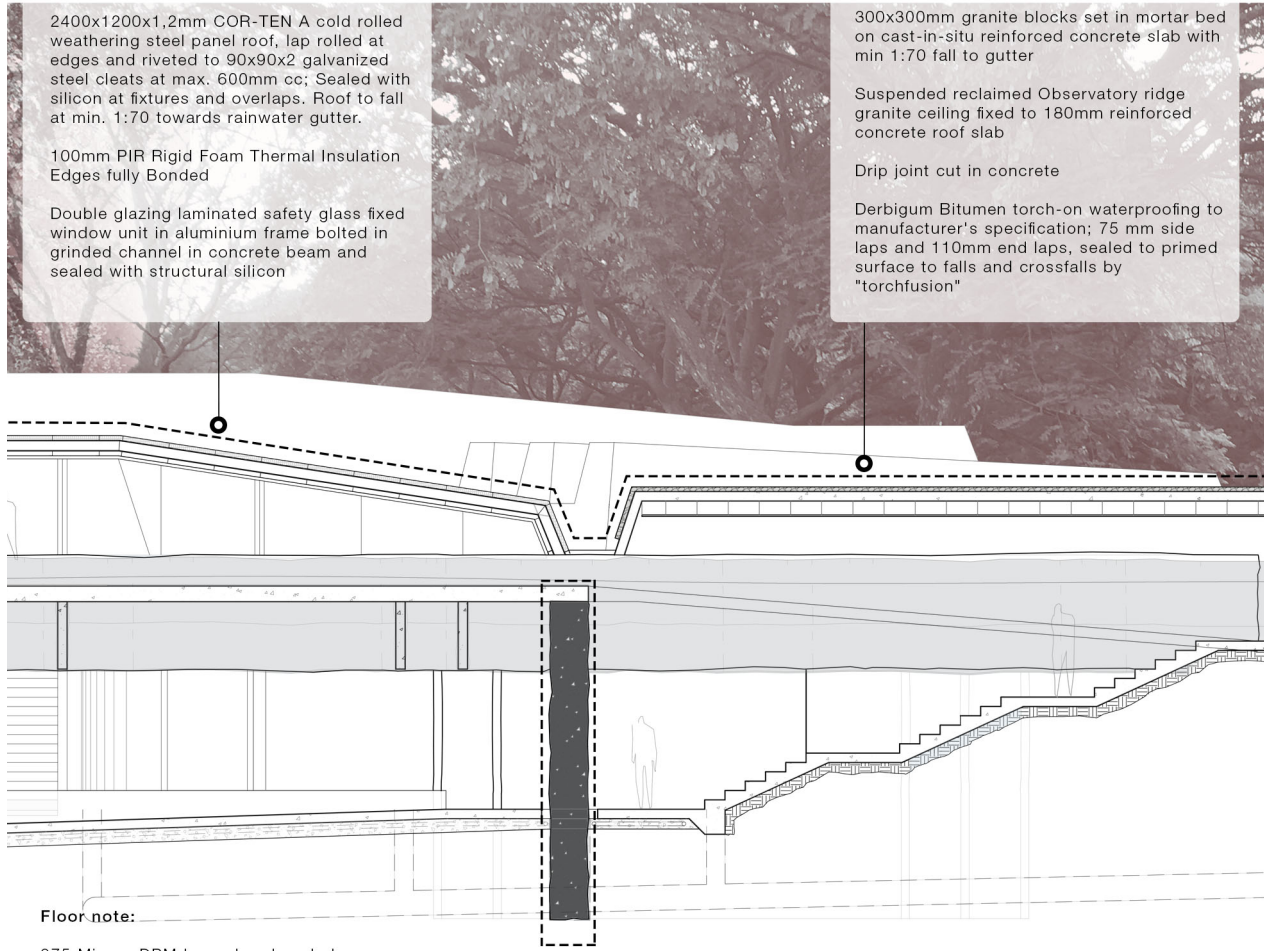 2400x1200x1,2mm COR-TEN A cold rolled
weathering steel panel roof, lap rolled at
edges and riveted to 90x90x2 galvanized
steel cleats at max. 600mm cc; Sealed with
silicon at fixtures and overlaps. Roof to fall
at min. 1:70 towards rainwater gutter.
100mm PIR Rigid Foam Thermal Insulation
Edges fully Bonded
Double glazing laminated safety glass fixed
window unit in aluminium frame bolted in
grinded channel in concrete beam and
sealed with structural silicon
300x300mm granite blocks set in mortar bed
on cast-in-situ reinforced concrete slab with
min 1:70 fall to gutter
Suspended reclaimed Observatory ridge
granite ceiling fixed to 180mm reinforced
concrete roof slab
Drip joint cut in concrete
Derbigum Bitumen torch-on waterproofing to
manufacturer's specification; 75 mm side
laps and 110mm end laps, sealed to primed
surface to falls and crossfalls by
"torchfusion"
Floor note: